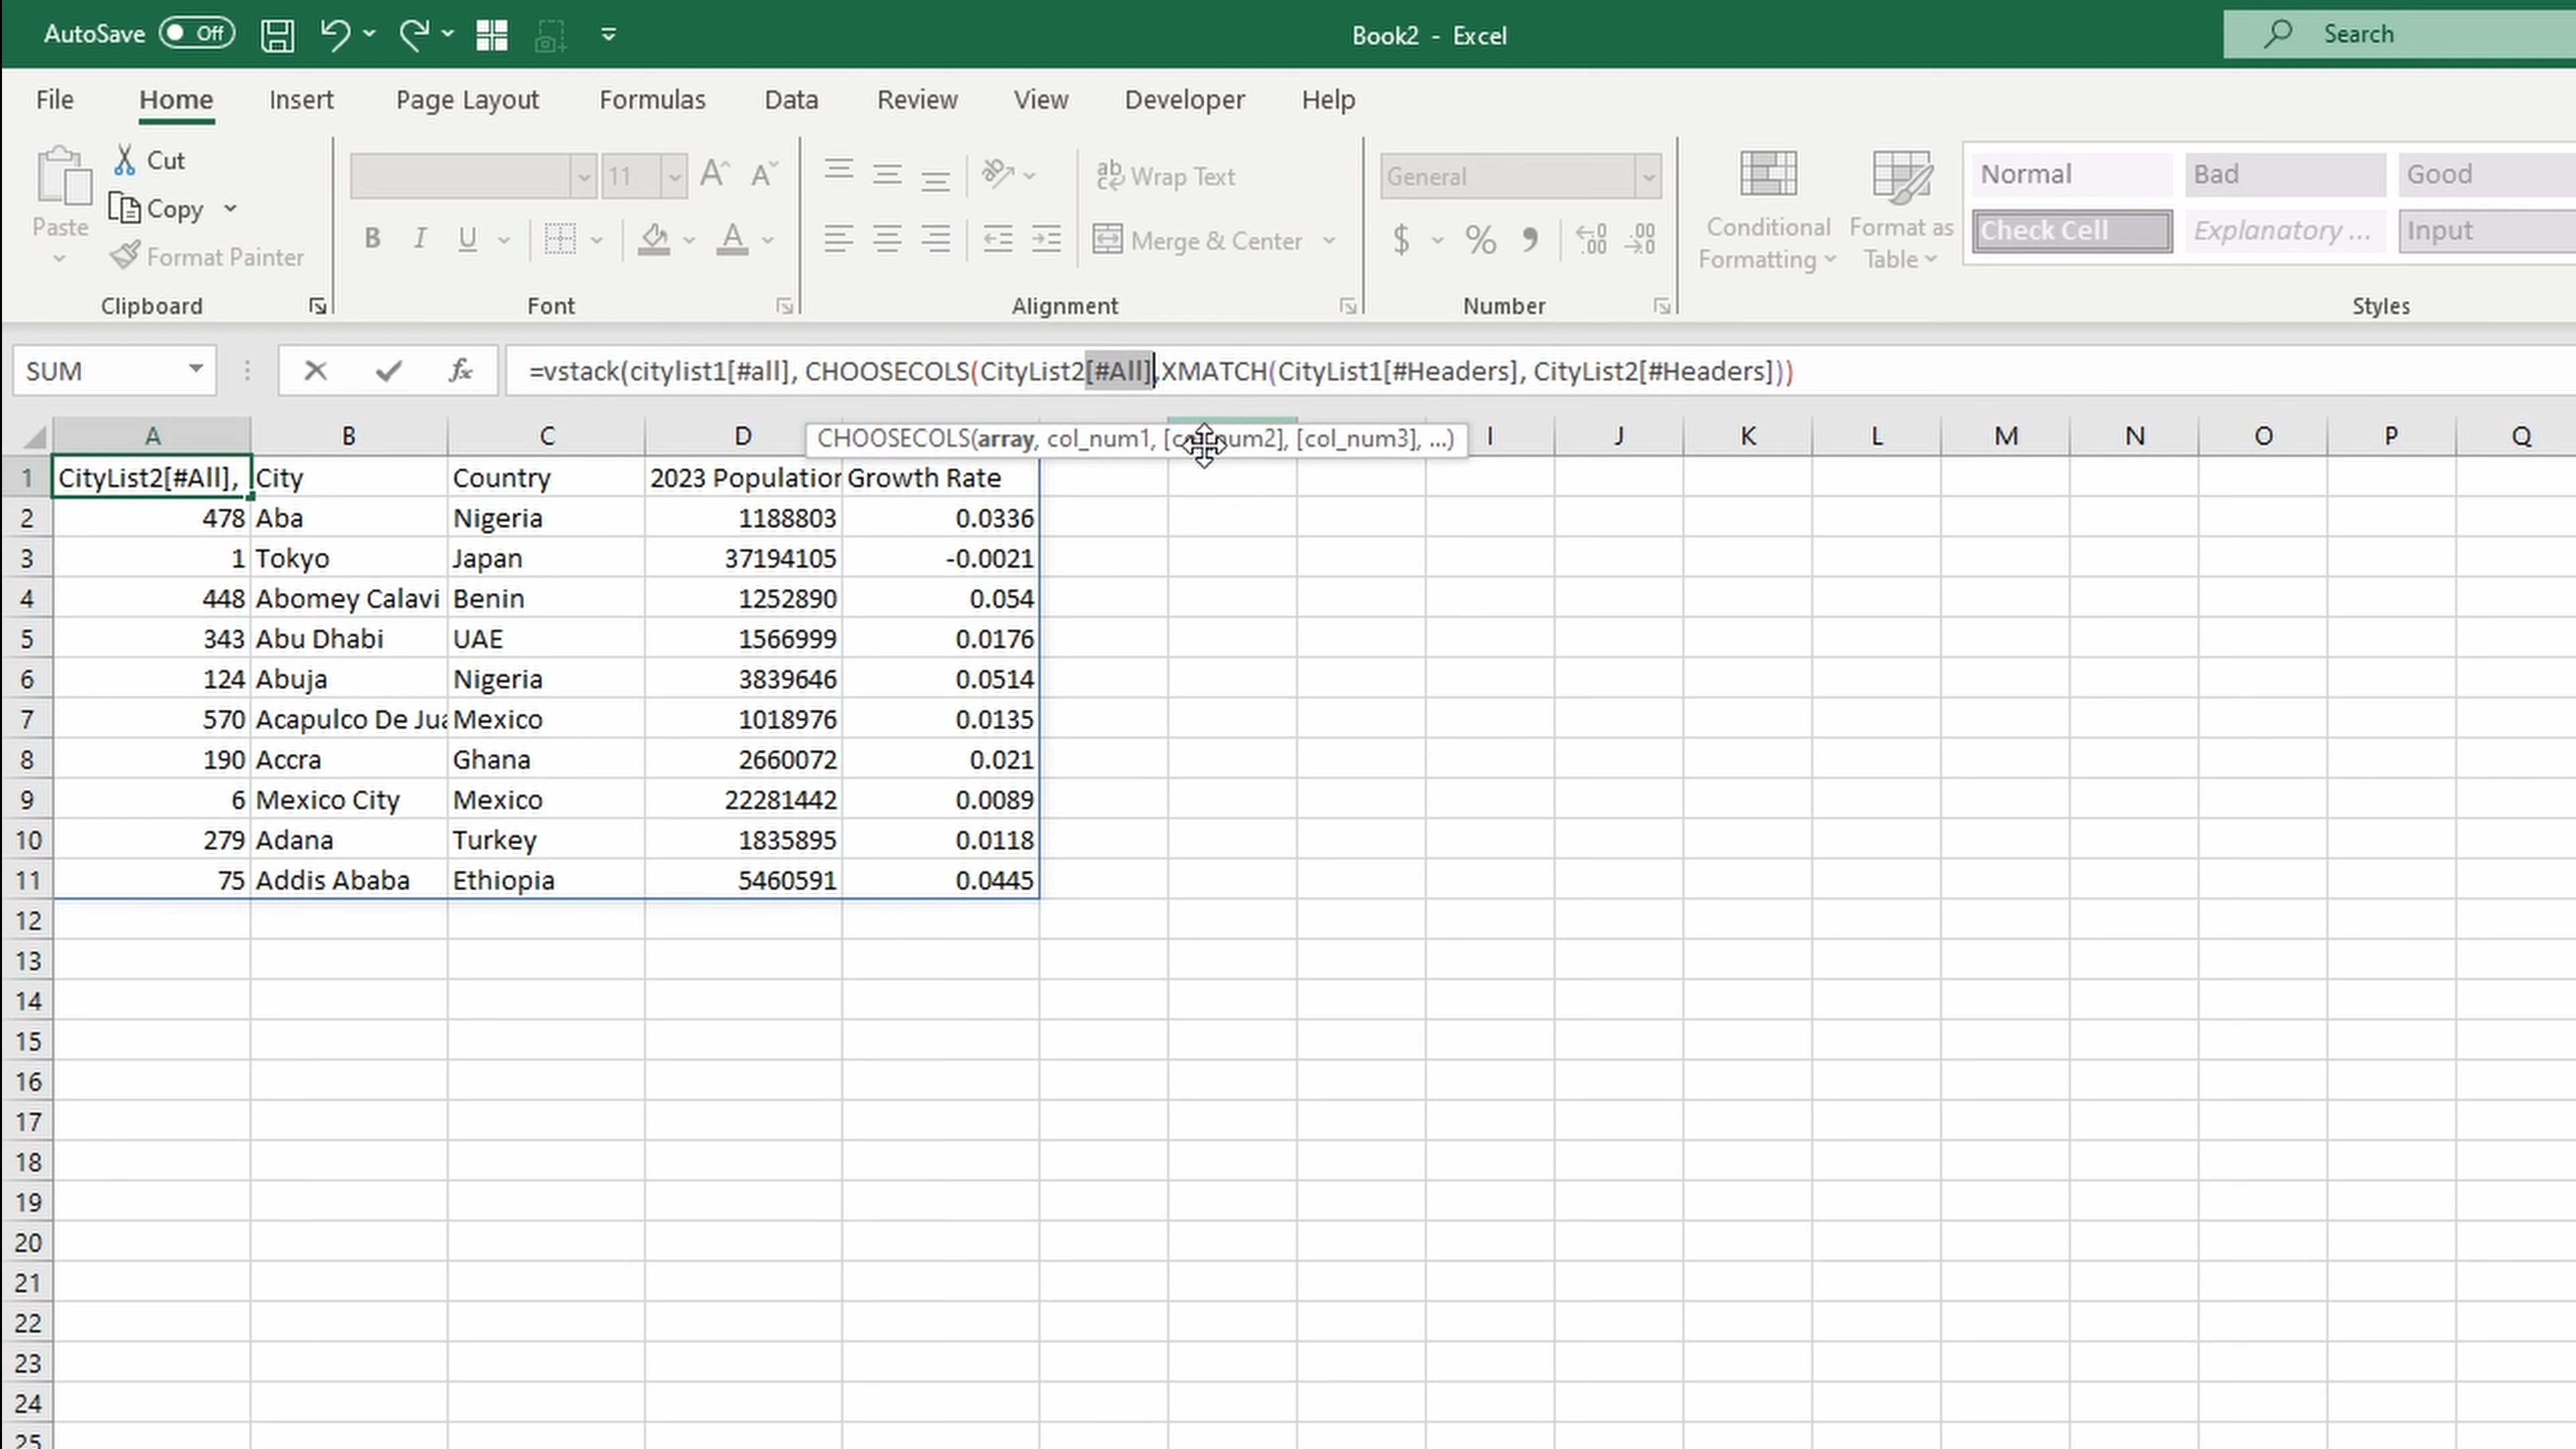 AutoSave Off Book2 - Excel Search
File Home Insert Page Layout Formulas Data Review View Developer Help
Paste Cut Copy Format Painter
Clipboard
11 A^ A˅
B I U A
Font
ab c Wrap Text
Merge & Center
Alignment
General
$ % 9 ←0 .00 .00 →0
Number
Conditional Formatting
Format as Table
Normal Bad Good
Check Cell Explanatory ... Input
Styles
SUM fx =vstack(citylist1[#all], CHOOSECOLS(CityList2[#All],XMATCH(CityList1[#Headers], CityList2[#Headers]))
CHOOSECOLS(array, col_num1, [col_num2], [col_num3], ...)
A B C D I J K L M N O P Q
1 CityList2[#All], City Country 2023 Population Growth Rate
2 478 Aba Nigeria 1188803 0.0336
3 1 Tokyo Japan 37194105 -0.0021
4 448 Abomey Calavi Benin 1252890 0.054
5 343 Abu Dhabi UAE 1566999 0.0176
6 124 Abuja Nigeria 3839646 0.0514
7 570 Acapulco De Jua Mexico 1018976 0.0135
8 190 Accra Ghana 2660072 0.021
9 6 Mexico City Mexico 22281442 0.0089
10 279 Adana Turkey 1835895 0.0118
11 75 Addis Ababa Ethiopia 5460591 0.0445
12
13
14
15
16
17
18
19
20
21
22
23
24
25